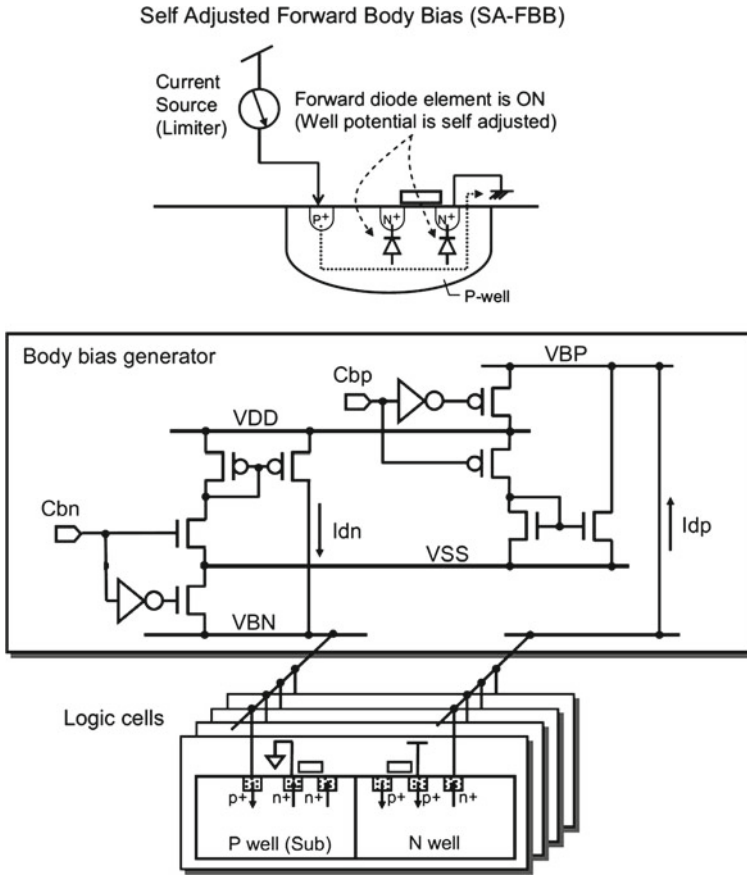 Self Adjusted Forward Body Bias (SA-FBB)
Current
Source
(Limiter)
Forward diode element is ON
(Well potential is self adjusted)
P+
N+
N+
P-well
Body bias generator
VBP
Cbp
VDD
Cbn
Idn
Idp
VSS
VBN
Logic cells
p+
n+
n+
p+
p+
n+
P well (Sub)
N well